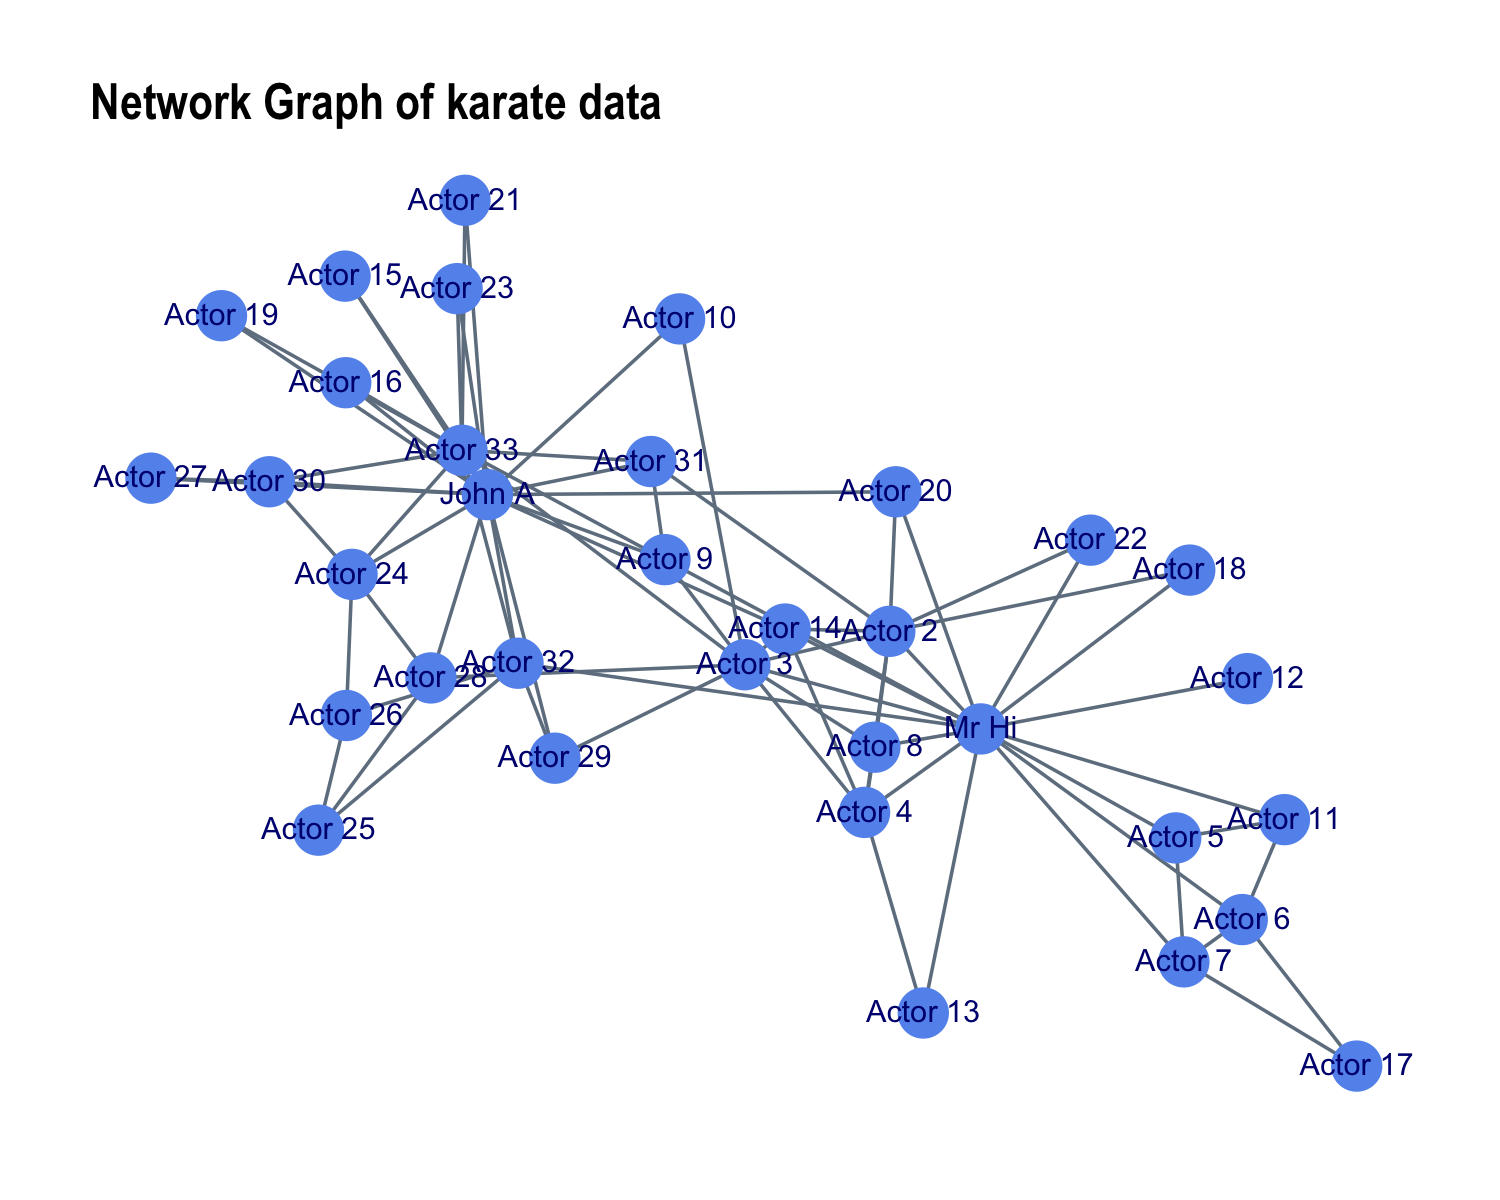 Network Graph of karate data
Actor 21
Actor 15
Actor 23
Actor 19
Actor 10
Actor 16
Actor 33
Actor 31
Actor 27
Actor 30
John A
Actor 20
Actor 22
Actor 9
Actor 18
Actor 24
Actor 14
Actor 2
Actor 32
Actor 3
Actor 28
Actor 12
Actor 26
Mr Hi
Actor 8
Actor 29
Actor 4
Actor 11
Actor 25
Actor 5
Actor 6
Actor 7
Actor 13
Actor 17